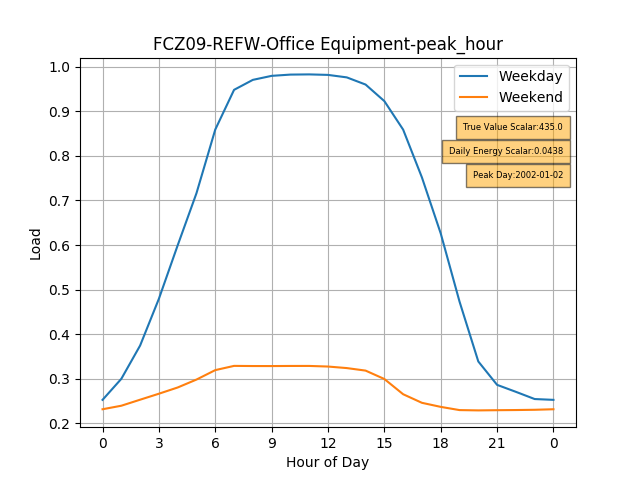 FCZ09-REFW-Office Equipment-peak_hour
Load
1.0
0.9
0.8
0.7
0.6
0.5
0.4
0.3
0.2
Weekday
Weekend
True Value Scalar:435.0
Daily Energy Scalar:0.0438
Peak Day:2002-01-02
0 3 6 9 12 15 18 21 0
Hour of Day